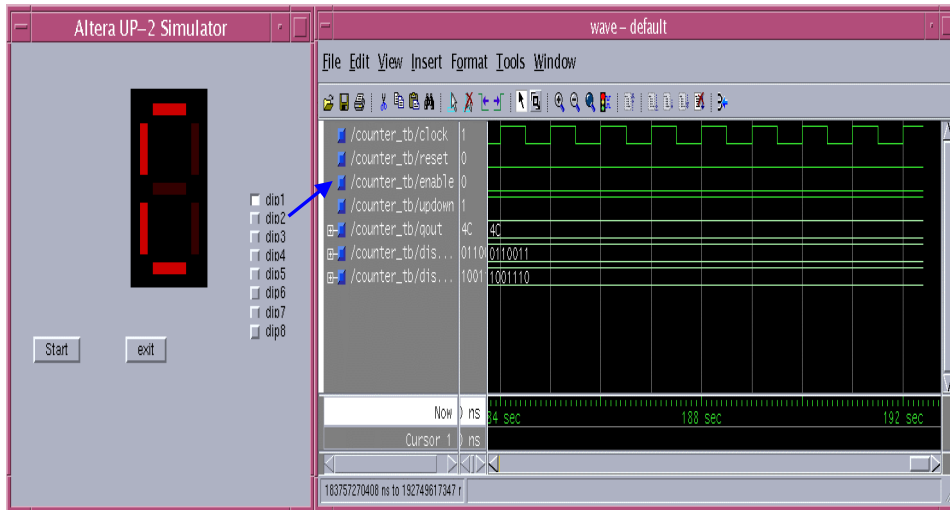 Altera UP-2 Simulator
dip1
dip2
dip3
dip4
dip5
dip6
dip7
dip8
Start
exit
wave - default
File Edit View Insert Format Tools Window
/counter_tb/clock 1
/counter_tb/reset 0
/counter_tb/enable 0
/counter_tb/updown 1
/counter_tb/qout 4C 4C
/counter_tb/dis... 0110 0110011
/counter_tb/dis... 1001 1001110
Now ns
84 sec 188 sec 192 sec
Cursor 1 ns
183757270408 ns to 192749617347 r